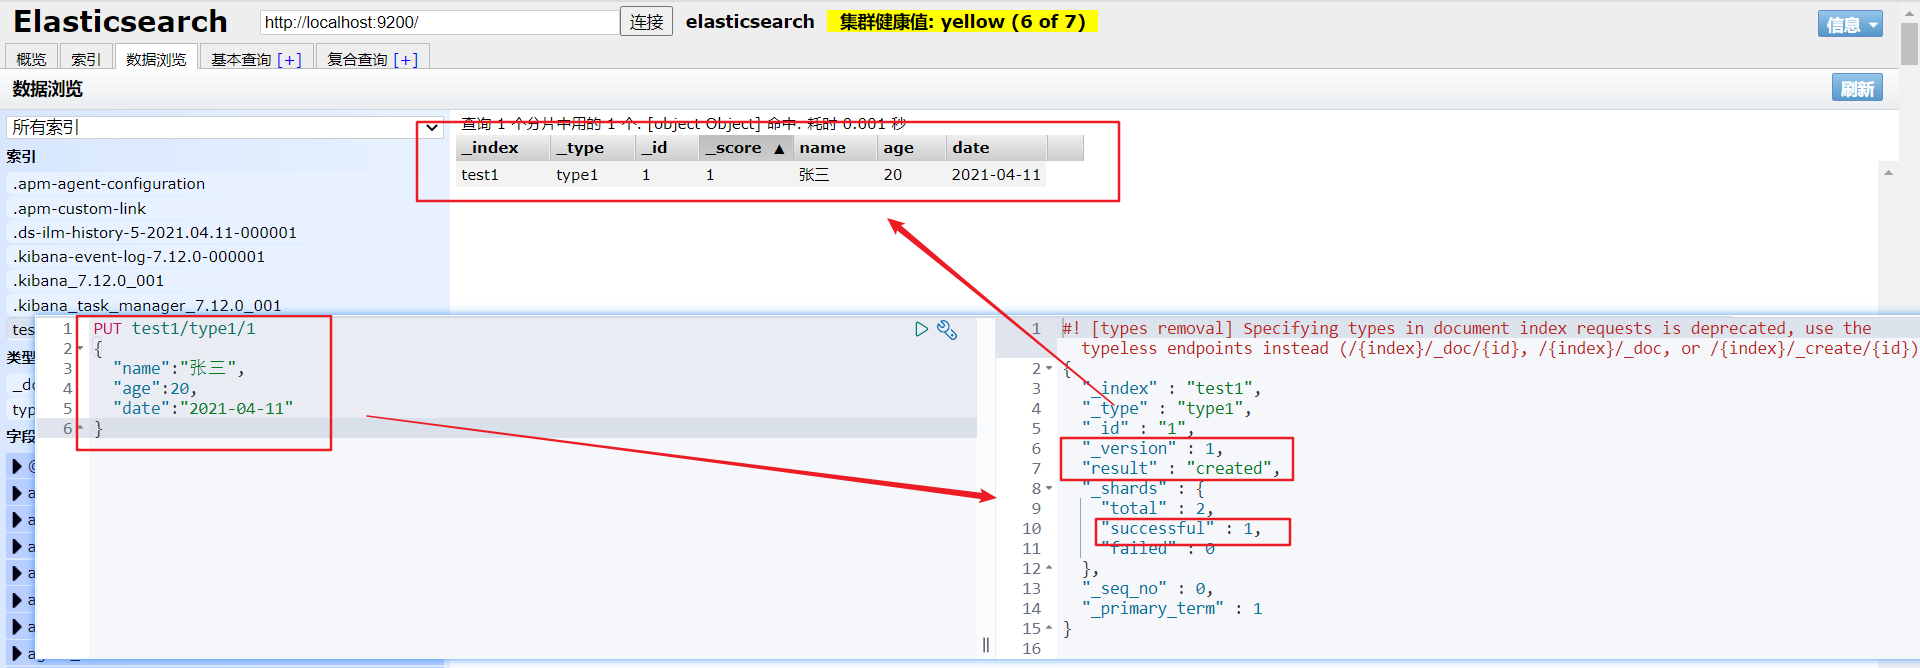 Elasticsearch
http://localhost:9200/
连接
elasticsearch
集群健康值: yellow (6 of 7)
信息
概览
索引
数据浏览
基本查询 [+]
复合查询 [+]
数据浏览
刷新
所有索引
查询 1 个分片中用的 1 个. [object Object] 命中. 耗时 0.001 秒
_index _type _id _score ▲ name age date
test1 type1 1 1 张三 20 2021-04-11
索引
.apm-agent-configuration
.apm-custom-link
.ds-ilm-history-5-2021.04.11-000001
.kibana-event-log-7.12.0-000001
.kibana_7.12.0_001
.kibana_task_manager_7.12.0_001
类型
字段
1 PUT test1/type1/1
2 {
3 "name":"张三",
4 "age":20,
5 "date":"2021-04-11"
6 }
1 #! [types removal] Specifying types in document index requests is deprecated, use the
typeless endpoints instead (/{index}/_doc/{id}, /{index}/_doc, or /{index}/_create/{id})
2 {
3 "_index" : "test1",
4 "_type" : "type1",
5 "_id" : "1",
6 "_version" : 1,
7 "result" : "created",
8 "_shards" : {
9 "total" : 2,
10 "successful" : 1,
11 "failed" : 0
12 },
13 "_seq_no" : 0,
14 "_primary_term" : 1
15 }
16